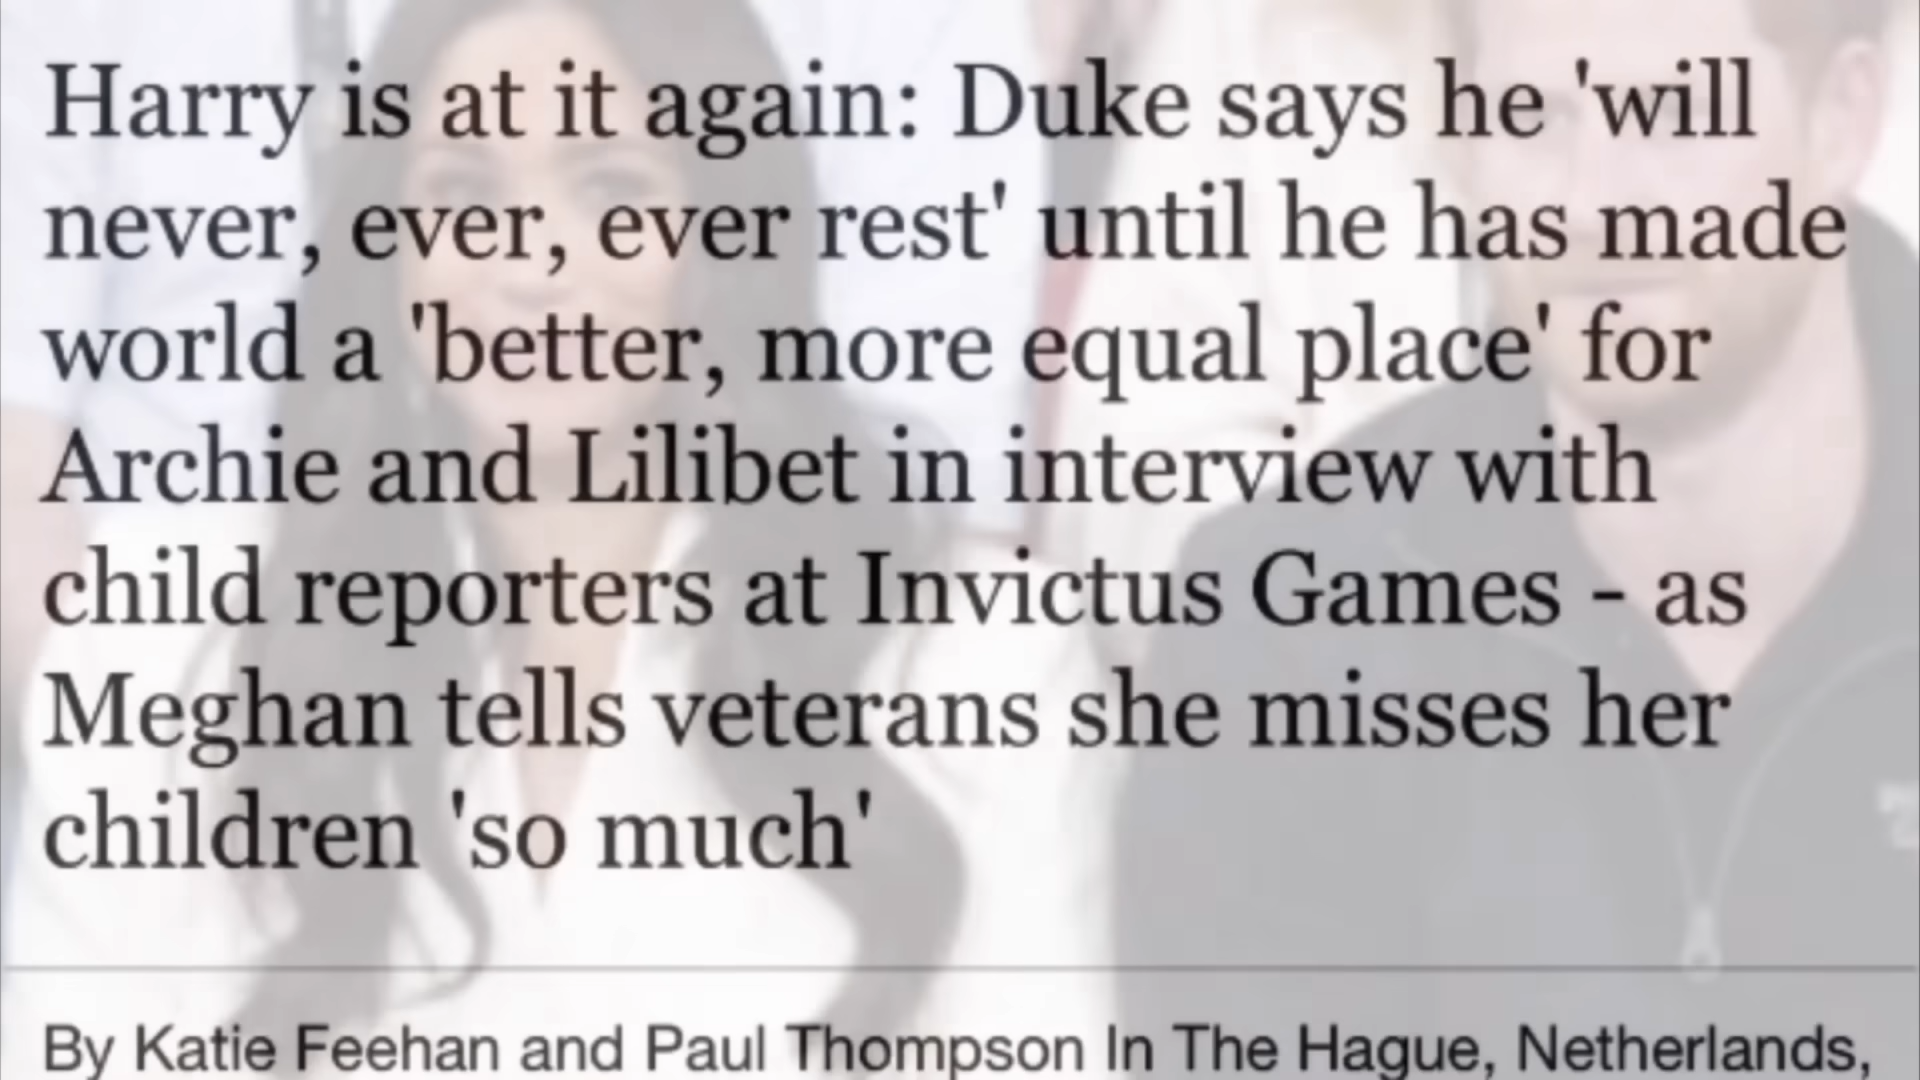 Harry is at it again: Duke says he 'will
never, ever, ever rest' until he has made
world a 'better, more equal place' for
Archie and Lilibet in interview with
child reporters at Invictus Games - as
Meghan tells veterans she misses her
children 'so much'
By Katie Feehan and Paul Thompson In The Hague, Netherlands,